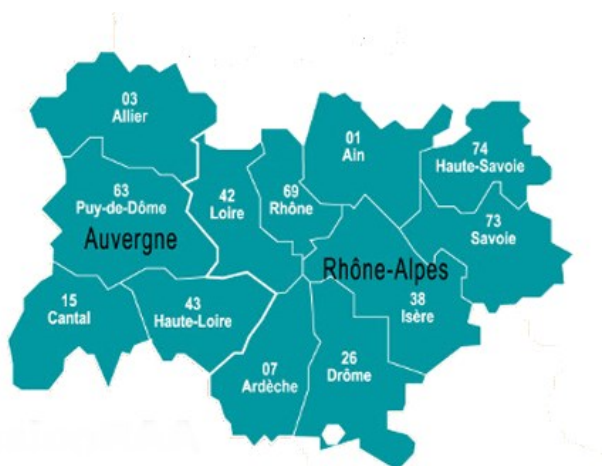 03
Allier
01
Ain
74
Haute-Savoie
63
Puy-de-Dôme
42
Loire
69
Rhône
73
Savoie
Auvergne
Rhône-Alpes
15
Cantal
43
Haute-Loire
38
Isère
07
Ardèche
26
Drôme